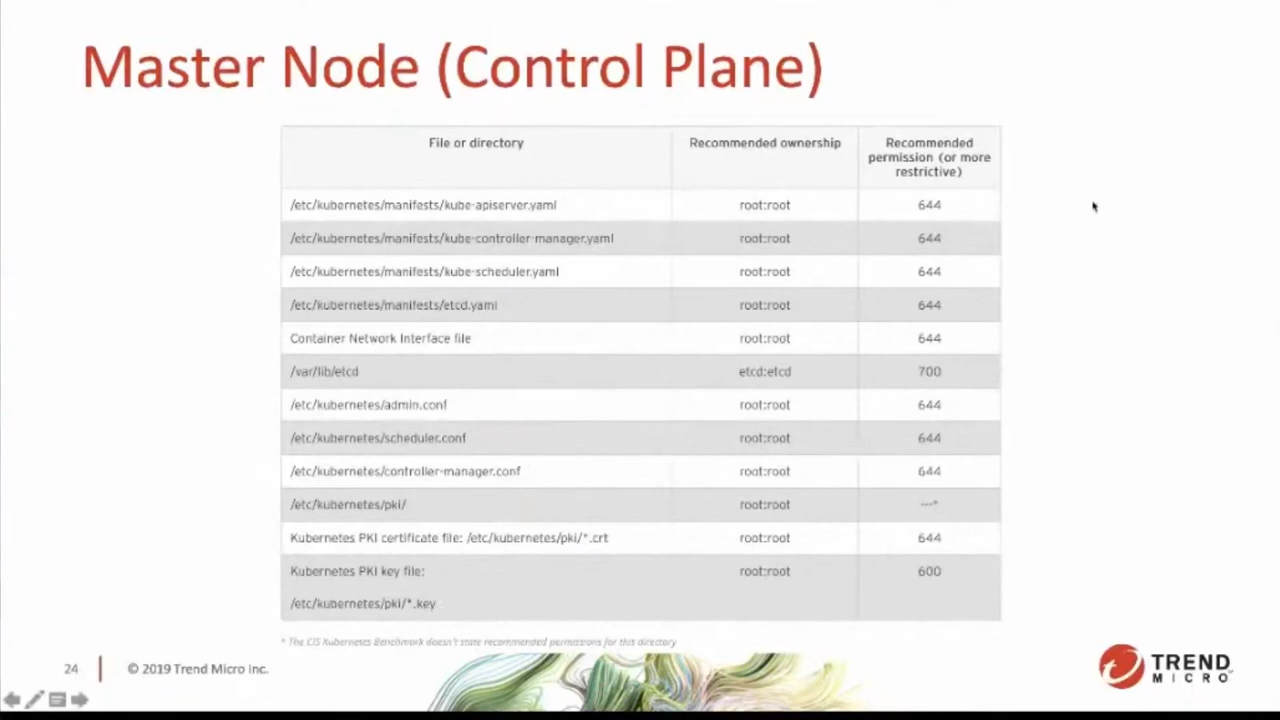 Master Node (Control Plane)
File or directory
Recommended ownership
Recommended
permission (or more
restrictive)
/etc/kubernetes/manifests/kube-apiserver.yaml root:root 644
/etc/kubernetes/manifests/kube-controller-manager.yaml root:root 644
/etc/kubernetes/manifests/kube-scheduler.yaml root:root 644
/etc/kubernetes/manifests/etcd.yaml root:root 644
Container Network Interface file root:root 644
/var/lib/etcd etcd:etcd 700
/etc/kubernetes/admin.conf root:root 644
/etc/kubernetes/scheduler.conf root:root 644
/etc/kubernetes/controller-manager.conf root:root 644
/etc/kubernetes/pki/ root:root ---*
Kubernetes PKI certificate file: /etc/kubernetes/pki/*.crt root:root 644
Kubernetes PKI key file: root:root 600
/etc/kubernetes/pki/*.key
* The CIS Kubernetes Benchmark doesn't state recommended permissions for this directory
24 © 2019 Trend Micro Inc.
TREND
MICRO